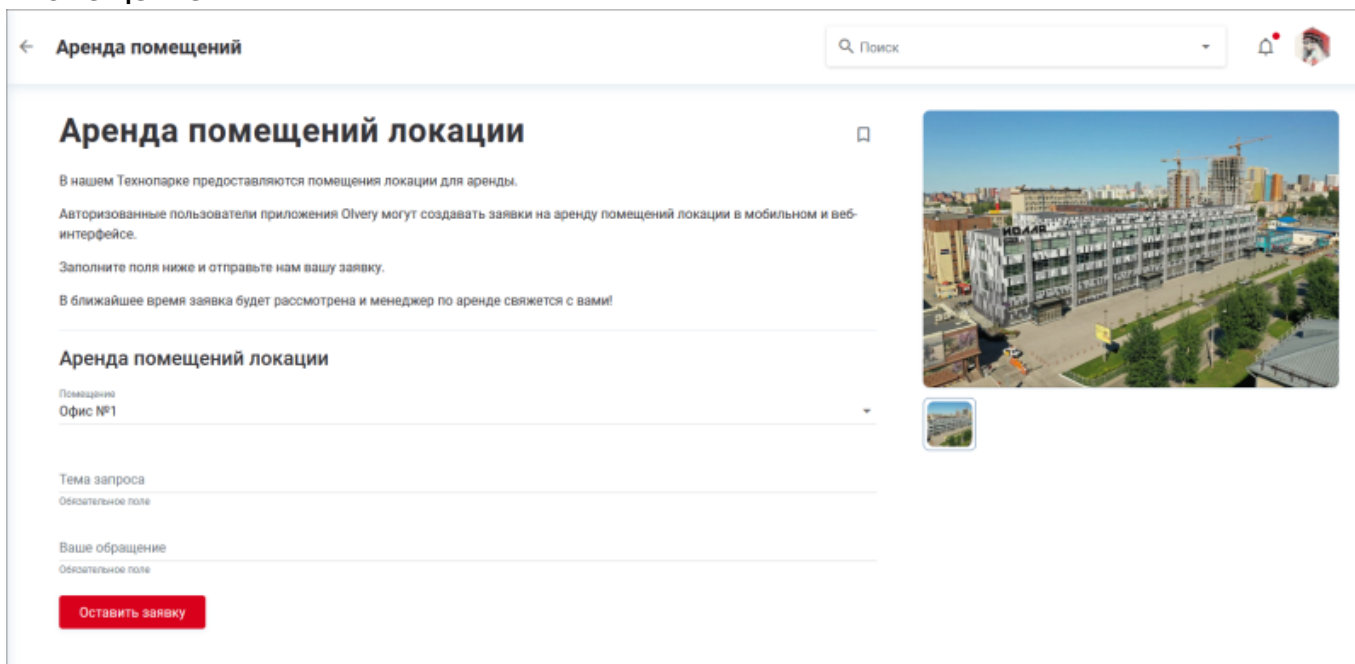 Аренда помещений
Поиск
Аренда помещений локации
В нашем Технопарке предоставляются помещения локации для аренды.
Авторизованные пользователи приложения Olvery могут создавать заявки на аренду помещений локации в мобильном и веб-
интерфейсе.
Заполните поля ниже и отправьте нам вашу заявку.
В ближайшее время заявка будет рассмотрена и менеджер по аренде свяжется с вами!
Аренда помещений локации
Помещение
Офис №1
Тема запроса
Обязательное поле
Ваше обращение
Обязательное поле
Оставить заявку